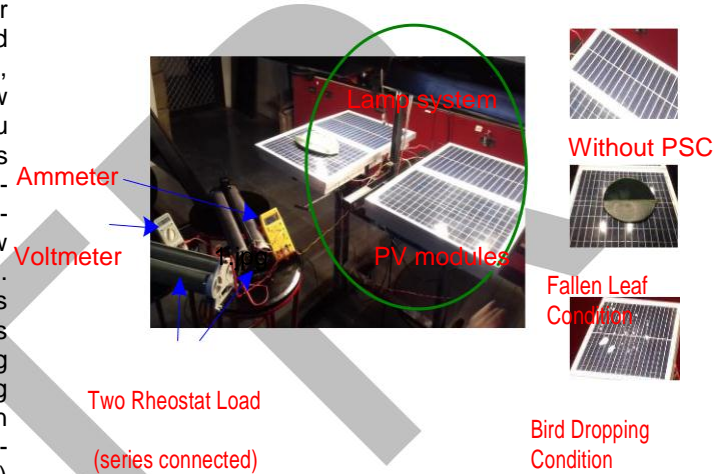 r
d
,
w
u
s
-
-
w
.
s
s
g
g
n
-
)
Lamp system
Without PSC
Ammeter
Voltmeter
PV modules
Fallen Leaf
Condition
Two Rheostat Load
(series connected)
Bird Dropping
Condition